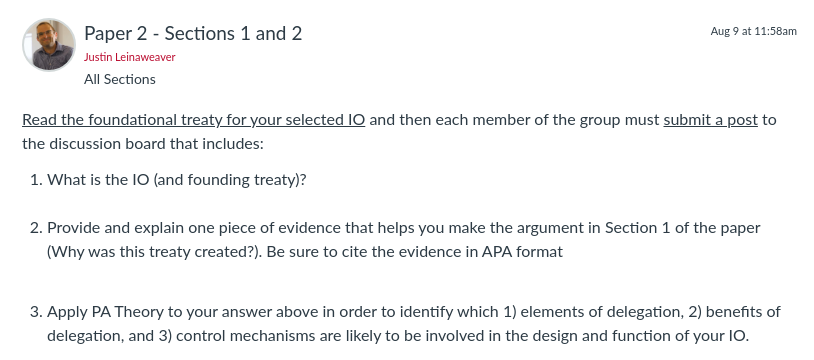 Paper 2 - Sections 1 and 2
Aug 9 at 11:58am
Justin Leinaweaver
All Sections
Read the foundational treaty for your selected IO and then each member of the group must submit a post to
the discussion board that includes:
1. What is the IO (and founding treaty)?
2. Provide and explain one piece of evidence that helps you make the argument in Section 1 of the paper
(Why was this treaty created?). Be sure to cite the evidence in APA format
3. Apply PA Theory to your answer above in order to identify which 1) elements of delegation, 2) benefits of
delegation, and 3) control mechanisms are likely to be involved in the design and function of your IO.